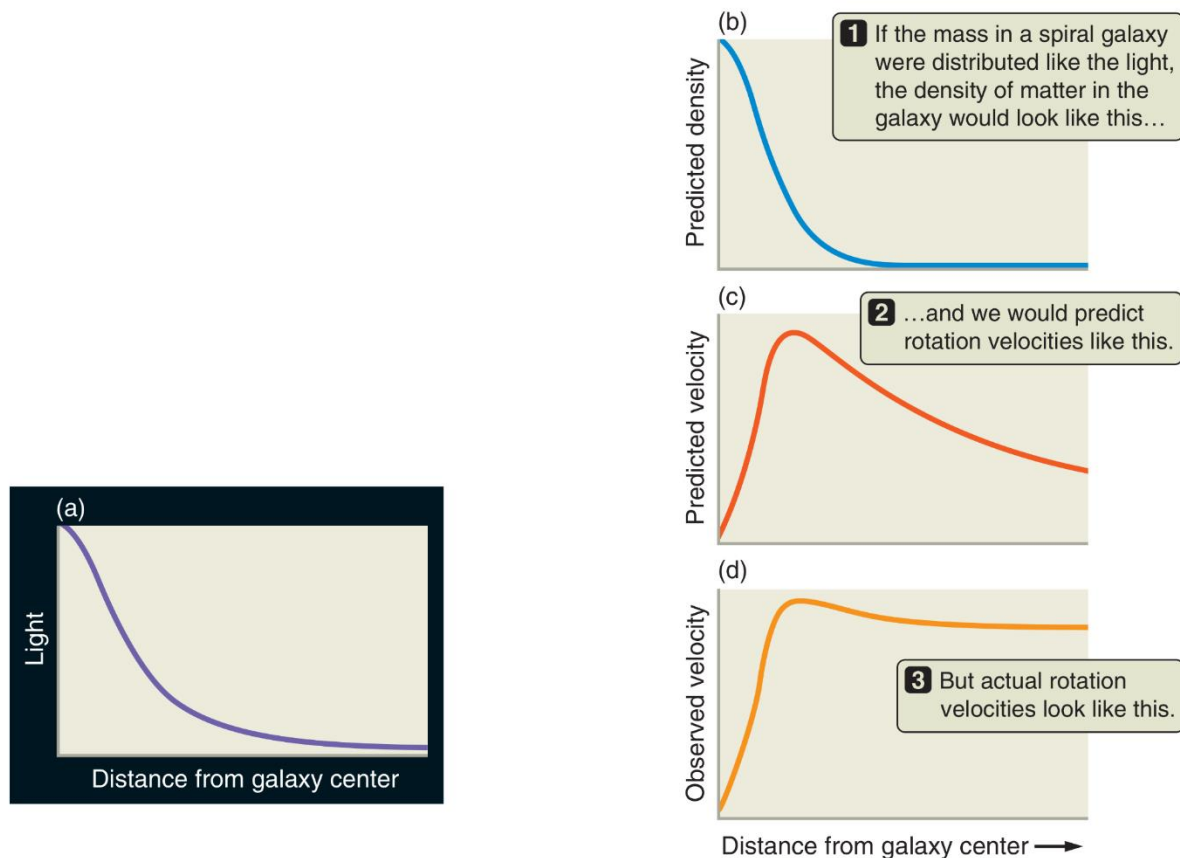 (a)
Light
Distance from galaxy center
(b)
Predicted density
1 If the mass in a spiral galaxy
were distributed like the light,
the density of matter in the
galaxy would look like this…
(c)
Predicted velocity
2 …and we would predict
rotation velocities like this.
(d)
Observed velocity
3 But actual rotation
velocities look like this.
Distance from galaxy center →